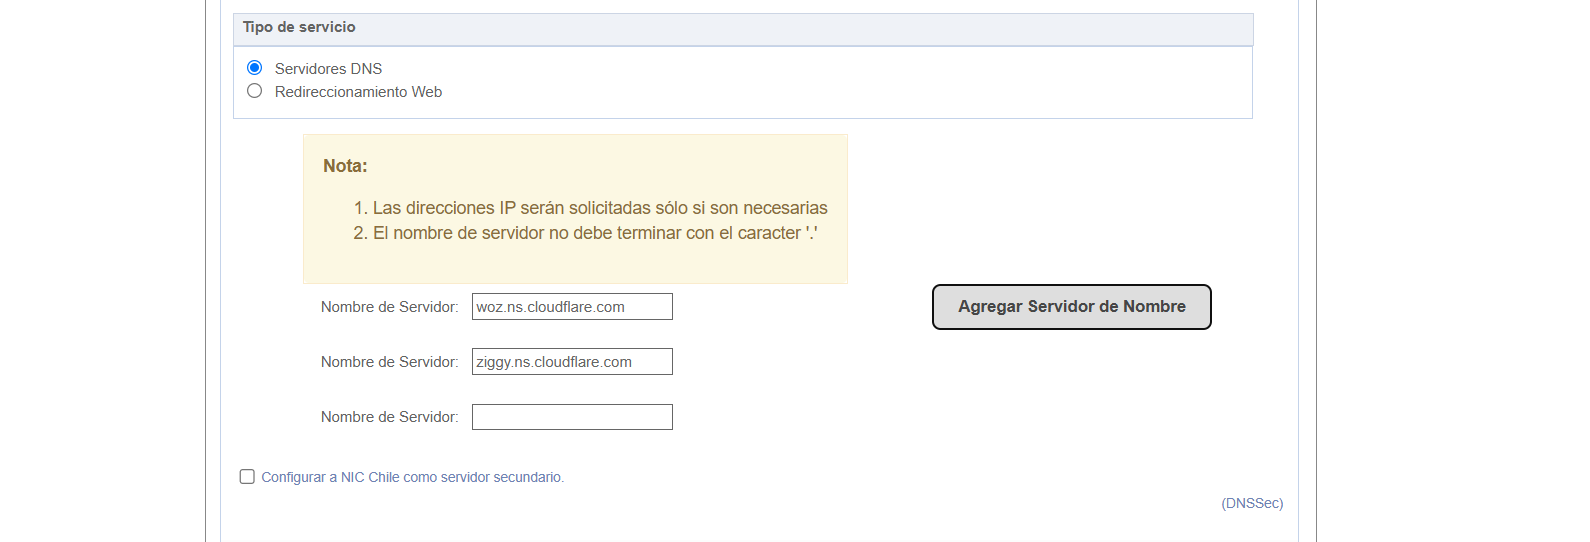 Tipo de servicio
Servidores DNS
Redireccionamiento Web
Nota:
1. Las direcciones IP serán solicitadas sólo si son necesarias
2. El nombre de servidor no debe terminar con el caracter '.'
Nombre de Servidor: woz.ns.cloudflare.com
Agregar Servidor de Nombre
Nombre de Servidor: ziggy.ns.cloudflare.com
Nombre de Servidor:
Configurar a NIC Chile como servidor secundario.
(DNSSec)